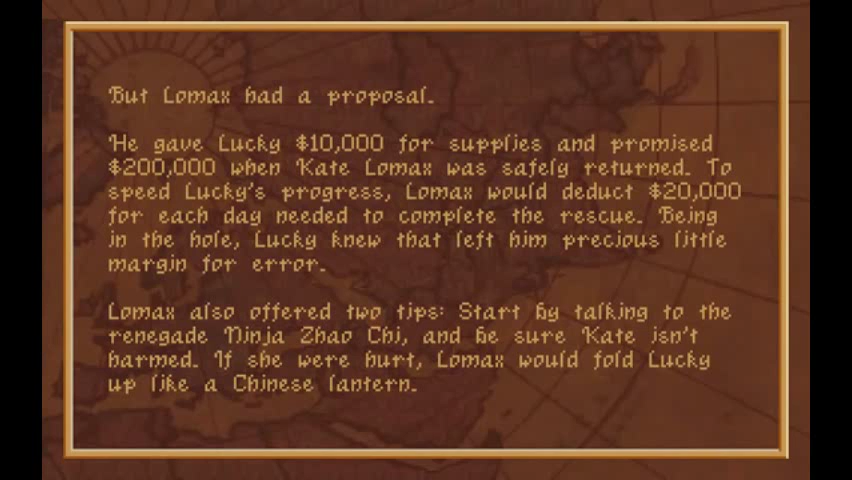 But Lomax had a proposal.
He gave Lucky $10,000 for supplies and promised
$200,000 when Kate Lomax was safely returned. To
speed Lucky's progress, Lomax would deduct $20,000
for each day needed to complete the rescue. Being
in the hole, Lucky knew that left him precious little
margin for error.
Lomax also offered two tips: Start by talking to the
renegade Ninja Zhao Chi, and be sure Kate isn't
harmed. If she were hurt, Lomax would fold Lucky
up like a Chinese lantern.